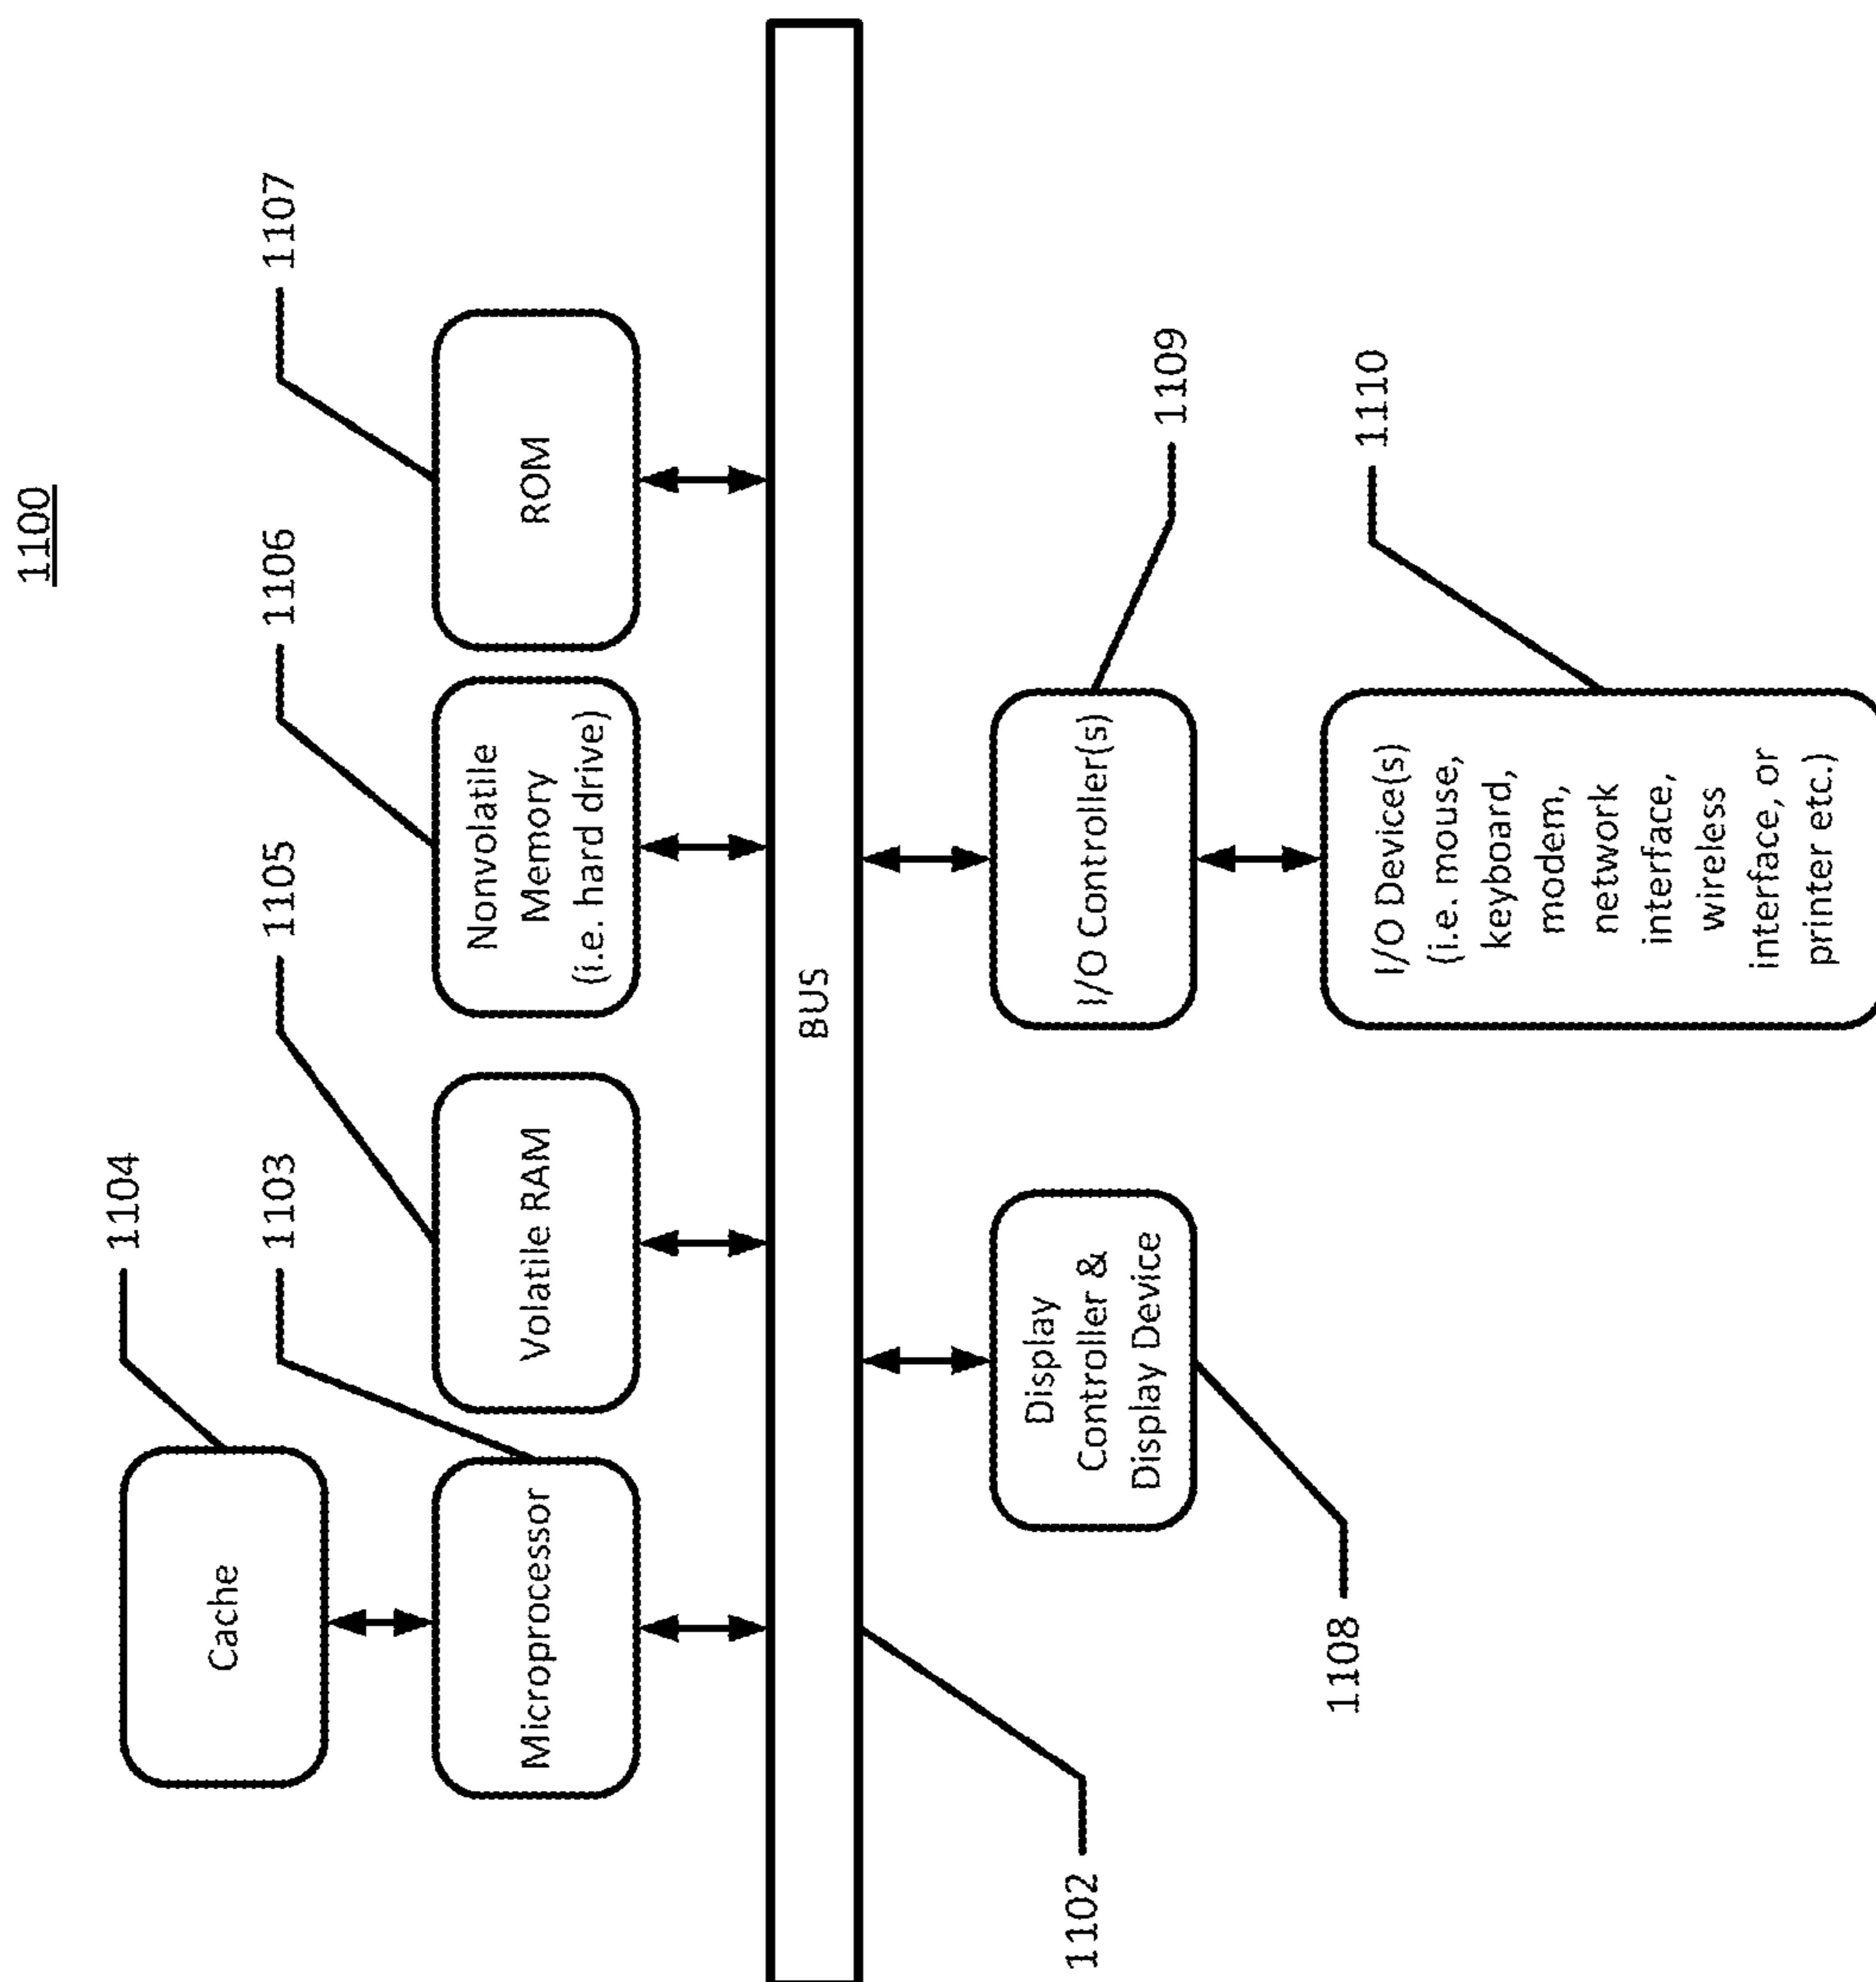 1100
1104
Cache
1103
1105
1106
1107
Microprocessor
Volatile RAM
Nonvolatile
Memory
(i.e. hard drive)
ROM
BUS
1102
Display
Controller &
Display Device
1108
I/O Controller(s)
1109
I/O Device(s)
(i.e. mouse,
keyboard,
modem,
network
interface,
wireless
interface, or
printer etc.)
1110